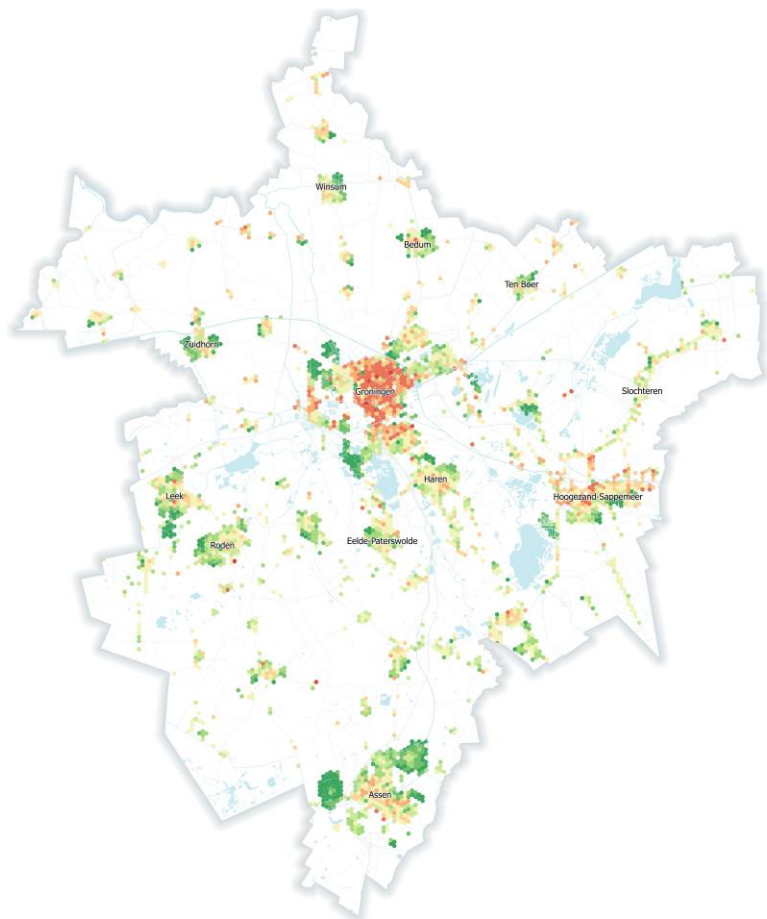 Winsum
Bedum
Ten Boer
Zuidhorn
Groningen
Slochteren
Haren
Leek
Hoogezand-Sappemeer
Eelde-Paterswolde
Roden
Assen